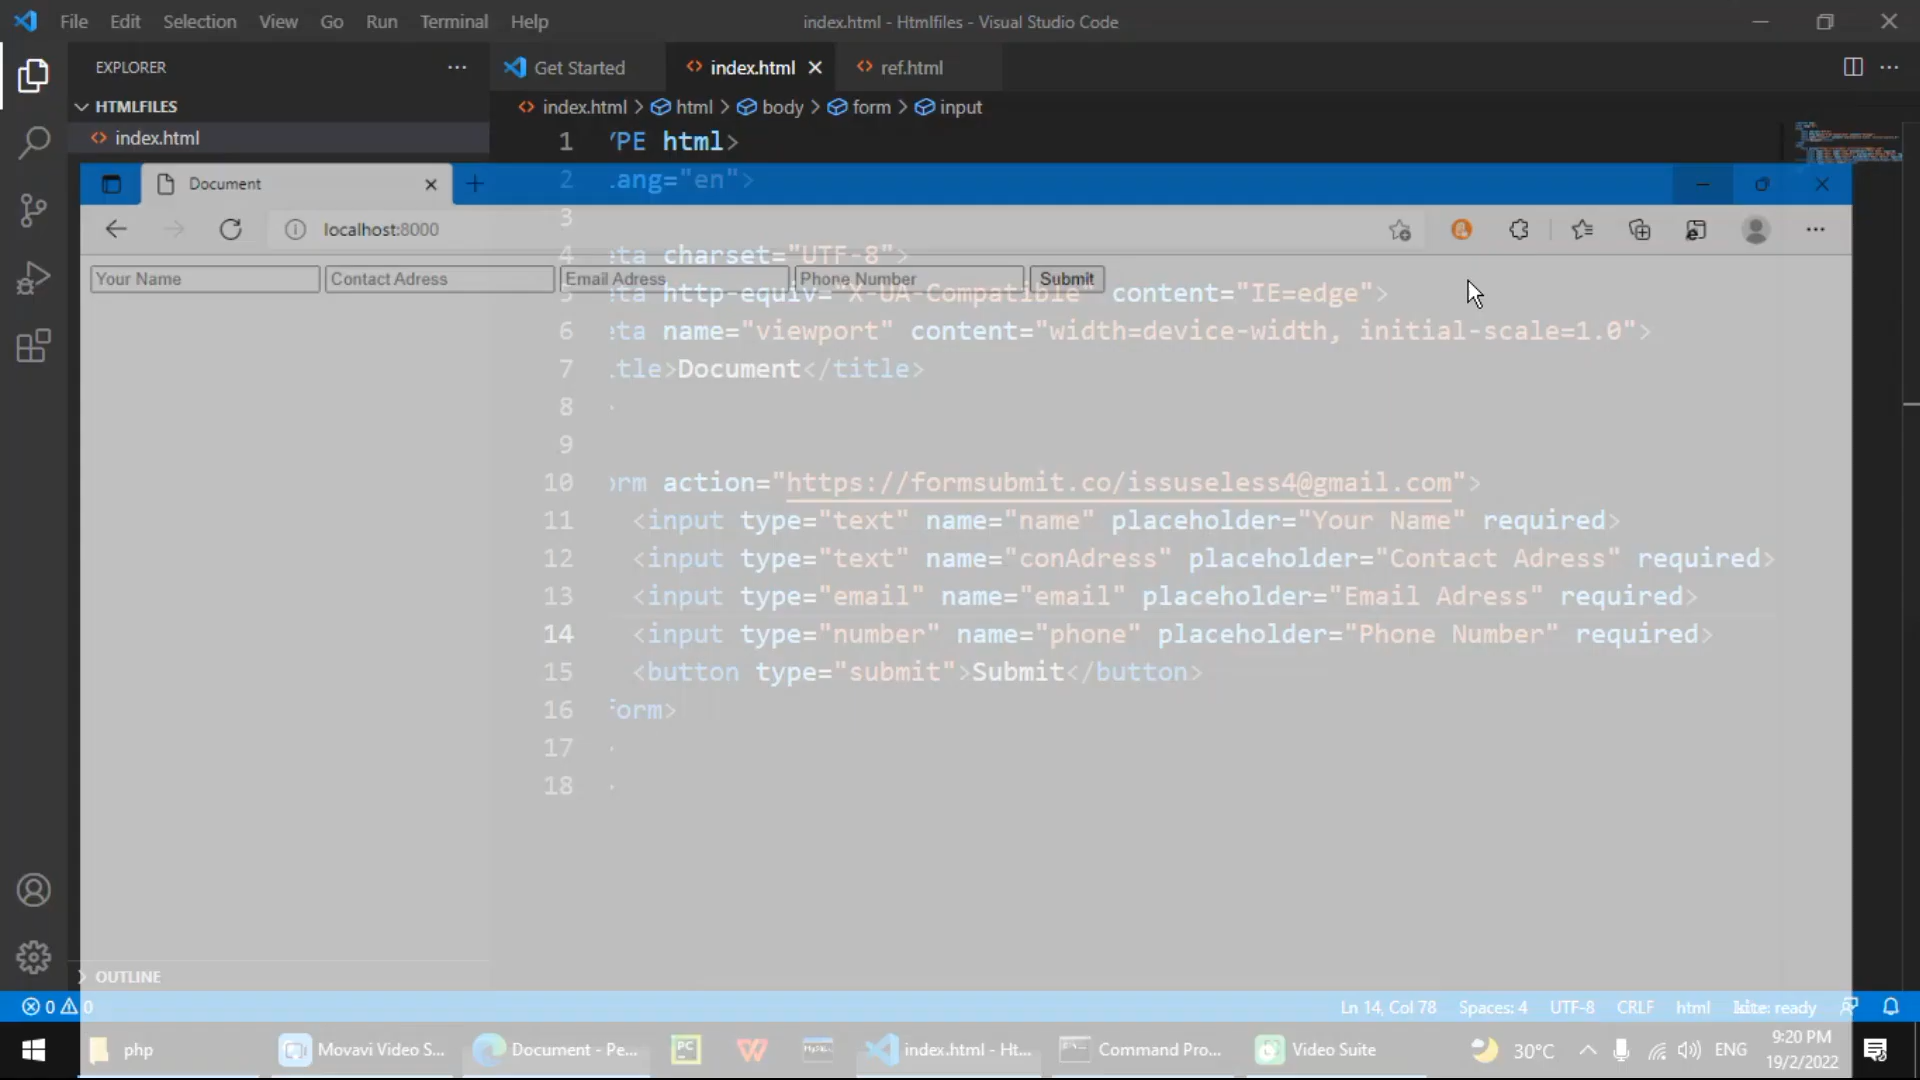 File Edit Selection View Go Run Terminal Help
index.html - Htmlfiles - Visual Studio Code
EXPLORER
Get Started
index.html
ref.html
HTMLFILES
index.html > html > body > form > input
index.html
1 YPE html>
Document
2 lang="en">
3
localhost:8000
4 eta charset="UTF-8">
Your Name
Contact Adress
Email Adress
Phone Number
Submit
5 eta http-equiv="X-UA-Compatible" content="IE=edge">
6 eta name="viewport" content="width=device-width, initial-scale=1.0">
7 tle>Document</title>
8
9
10 orm action="https://formsubmit.co/issuseless4@gmail.com">
11 <input type="text" name="name" placeholder="Your Name" required>
12 <input type="text" name="conAdress" placeholder="Contact Adress" required>
13 <input type="email" name="email" placeholder="Email Adress" required>
14 <input type="number" name="phone" placeholder="Phone Number" required>
15 <button type="submit">Submit</button>
16 form>
17
18
OUTLINE
0 0
Ln 14, Col 78 Spaces: 4 UTF-8 CRLF html kite: ready
php
Movavi Video S...
Document - Pe...
PC
index.html - Ht...
Command Pro...
Video Suite
30°C
ENG
9:20 PM
19/2/2022